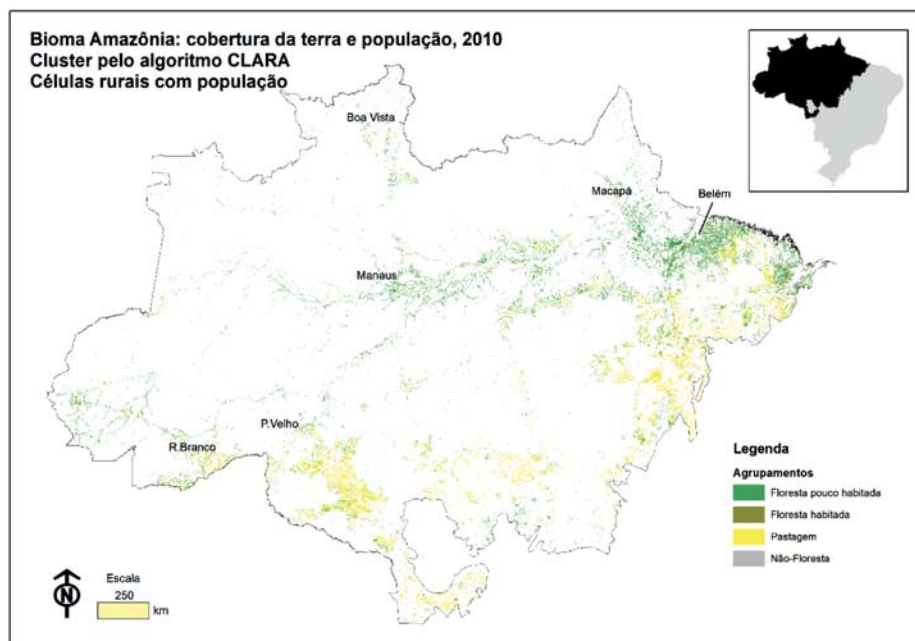 Bioma Amazônia: cobertura da terra e população, 2010
Cluster pelo algoritmo CLARA
Células rurais com população
Boa Vista
Macapá
Belém
Manaus
P.Velho
R.Branco
Legenda
Agrupamentos
Floresta pouco habitada
Floresta habitada
Pastagem
Não-Floresta
N
Escala
250
km